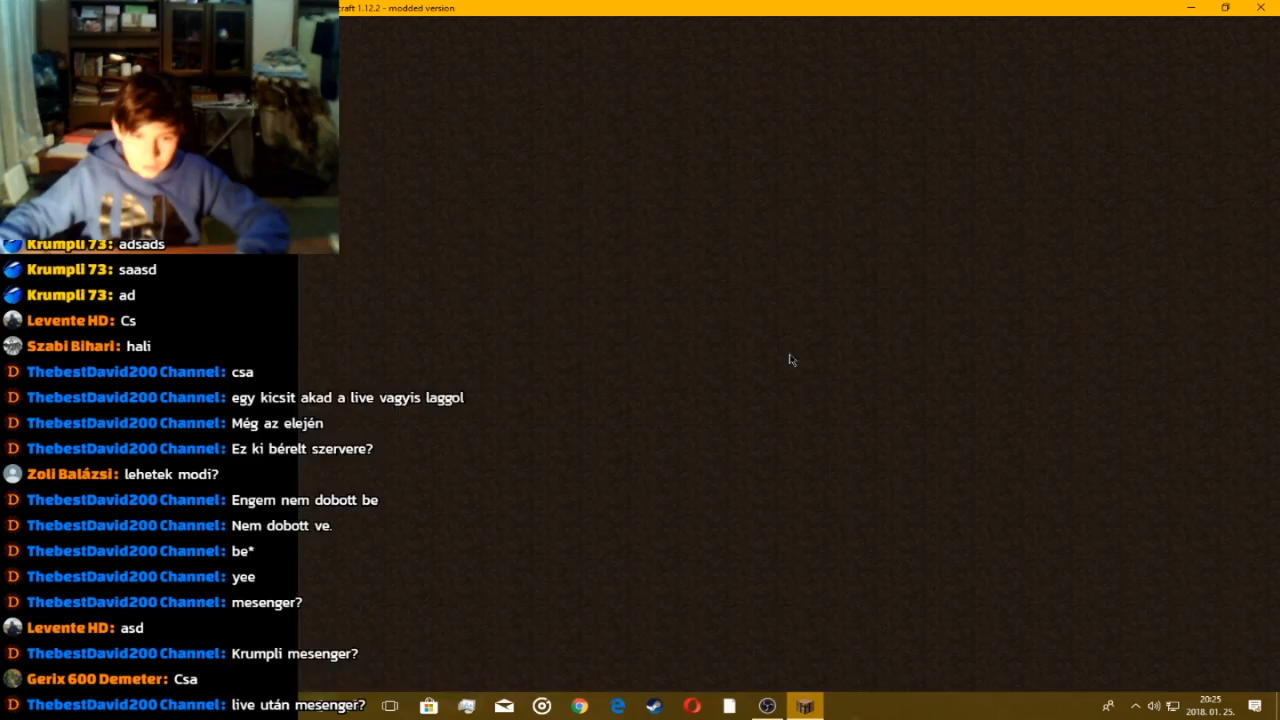 craft 1.12.2 - modded version
Krumpli 73: adsads
Krumpli 73: saasd
Krumpli 73: ad
Levente HD: Cs
Szabi Bihari: hali
D ThebestDavid200 Channel: csa
D ThebestDavid200 Channel: egy kicsit akad a live vagyis laggol
D ThebestDavid200 Channel: Még az elején
D ThebestDavid200 Channel: Ez ki bérelt szervere?
Zoli Balázsi: lehetek modi?
D ThebestDavid200 Channel: Engem nem dobott be
D ThebestDavid200 Channel: Nem dobott ve.
D ThebestDavid200 Channel: be*
D ThebestDavid200 Channel: yee
D ThebestDavid200 Channel: mesenger?
Levente HD: asd
D ThebestDavid200 Channel: Krumpli mesenger?
Gerix 600 Demeter: Csa
D ThebestDavid200 Channel: live után mesenger?
20:25
2018. 01. 25.